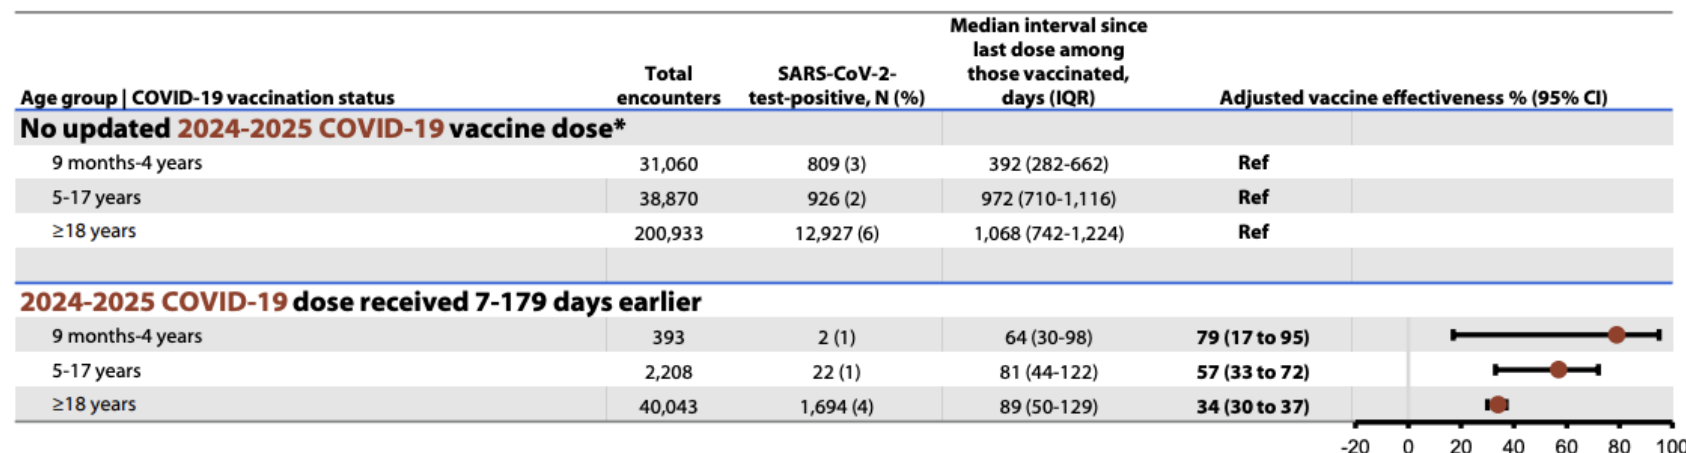 Age group | COVID-19 vaccination status Total encounters SARS-CoV-2-test-positive, N (%) Median interval since last dose among those vaccinated, days (IQR) Adjusted vaccine effectiveness % (95% CI)
No updated 2024-2025 COVID-19 vaccine dose*
9 months-4 years 31,060 809 (3) 392 (282-662) Ref
5-17 years 38,870 926 (2) 972 (710-1,116) Ref
≥18 years 200,933 12,927 (6) 1,068 (742-1,224) Ref
2024-2025 COVID-19 dose received 7-179 days earlier
9 months-4 years 393 2 (1) 64 (30-98) 79 (17 to 95)
5-17 years 2,208 22 (1) 81 (44-122) 57 (33 to 72)
≥18 years 40,043 1,694 (4) 89 (50-129) 34 (30 to 37)
-20 0 20 40 60 80 100